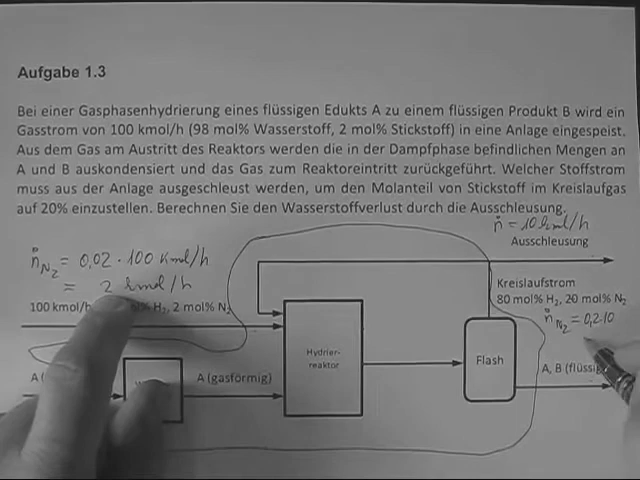 Aufgabe 1.3
Bei einer Gasphasenhydrierung eines flüssigen Edukts A zu einem flüssigen Produkt B wird ein
Gasstrom von 100 kmol/h (98 mol% Wasserstoff, 2 mol% Stickstoff) in eine Anlage eingespeist.
Aus dem Gas am Austritt des Reaktors werden die in der Dampfphase befindlichen Mengen an
A und B auskondensiert und das Gas zum Reaktoreintritt zurückgeführt. Welcher Stoffstrom
muss aus der Anlage ausgeschleust werden, um den Molanteil von Stickstoff im Kreislaufgas
auf 20% einzustellen. Berechnen Sie den Wasserstoffverlust durch die Ausschleusung.
ṅ = 10 kmol/h
Ausschleusung
ṅN₂ = 0,02 · 100 kmol/h
= 2 kmol/h
Kreislaufstrom
80 mol% H₂, 20 mol% N₂
100 kmol/h H₂, 2 mol% N₂
ṅN₂ = 0,2·10
Hydrier-
reaktor
Flash
A, B (flüssig
A (gasförmig)
A (